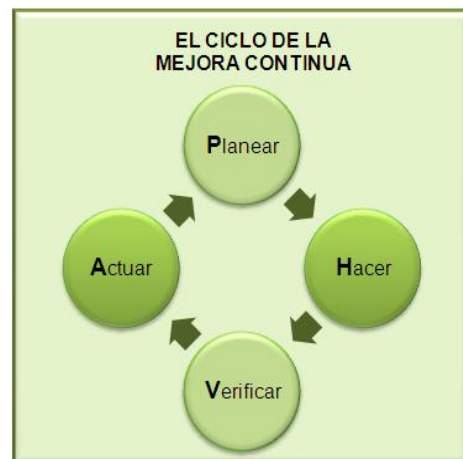 EL CICLO DE LA
MEJORA CONTINUA
Planear
Hacer
Verificar
Actuar